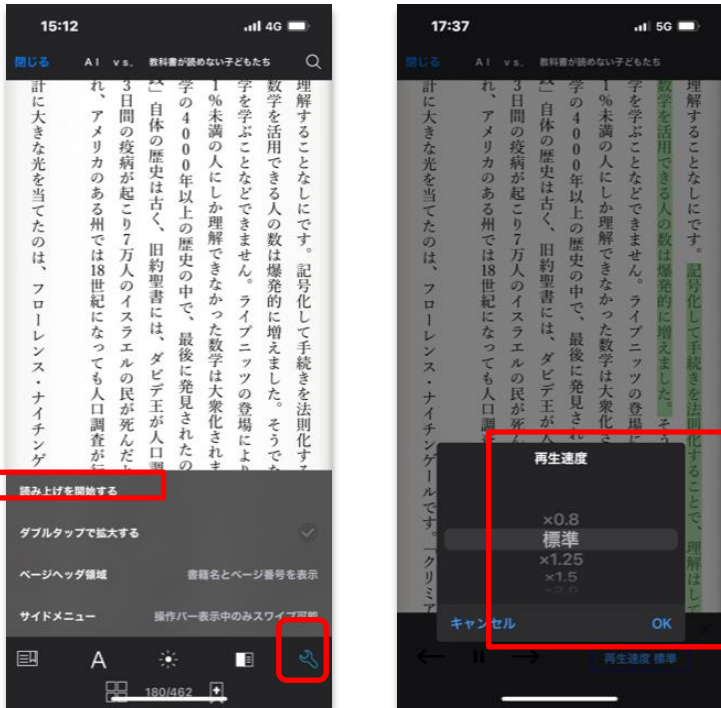 15:12
4G
閉じる
AI vs. 教科書が読めない子どもたち
理解することなしにです。記号化して手続きを法則化する
数学を活用できる人の数は爆発的に増えました。そうでな
学を学ぶことなどできません。ライプニッツの登場により
1％未満の人にしか理解できなかった数学は大衆化されま
学の4000年以上の歴史の中で、最後に発見されたの
」自体の歴史は古く、旧約聖書には、ダビデ王が人口調
3日間の疫病が起こり7万人のイスラエルの民が死んだと
れ、アメリカのある州では18世紀になっても人口調査が行
計に大きな光を当てたのは、フローレンス・ナイチンゲ
読み上げを開始する
ダブルタップで拡大する
ページヘッダ領域
書籍名とページ番号を表示
サイドメニュー
操作バー表示中のみスワイプ可能
A
180/462
17:37
5G
閉じる
AI vs. 教科書が読めない子どもたち
理解することなしにです。記号化して手続きを法則化することで、理解はして
数学を活用できる人の数は爆発的に増えました。そう
学を学ぶことなどできません。ライプニッツの登場に
1％未満の人にしか理解できなかった数学は大衆化さ
学の4000年以上の歴史の中で、最後に発見され
」自体の歴史は古く、旧約聖書には、ダビデ王が人
3日間の疫病が起こり7万人のイスラエルの民が死ん
れ、アメリカのある州では18世紀になっても人口調査が
計に大きな光を当てたのは、フローレンス・ナイチンゲールです。「クリミア
再生速度
×0.8
標準
×1.25
×1.5
×2.0
キャンセル
OK
再生速度 標準